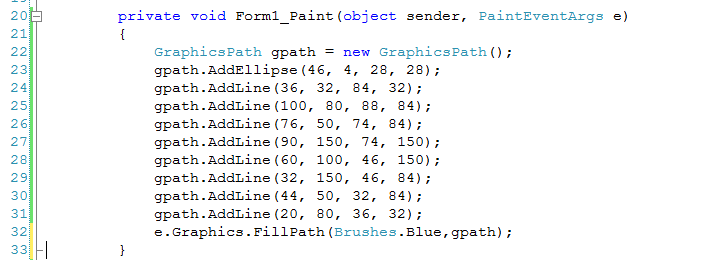 20 private void Form1_Paint(object sender, PaintEventArgs e)
21 {
22 GraphicsPath gpath = new GraphicsPath();
23 gpath.AddEllipse(46, 4, 28, 28);
24 gpath.AddLine(36, 32, 84, 32);
25 gpath.AddLine(100, 80, 88, 84);
26 gpath.AddLine(76, 50, 74, 84);
27 gpath.AddLine(90, 150, 74, 150);
28 gpath.AddLine(60, 100, 46, 150);
29 gpath.AddLine(32, 150, 46, 84);
30 gpath.AddLine(44, 50, 32, 84);
31 gpath.AddLine(20, 80, 36, 32);
32 e.Graphics.FillPath(Brushes.Blue,gpath);
33 }